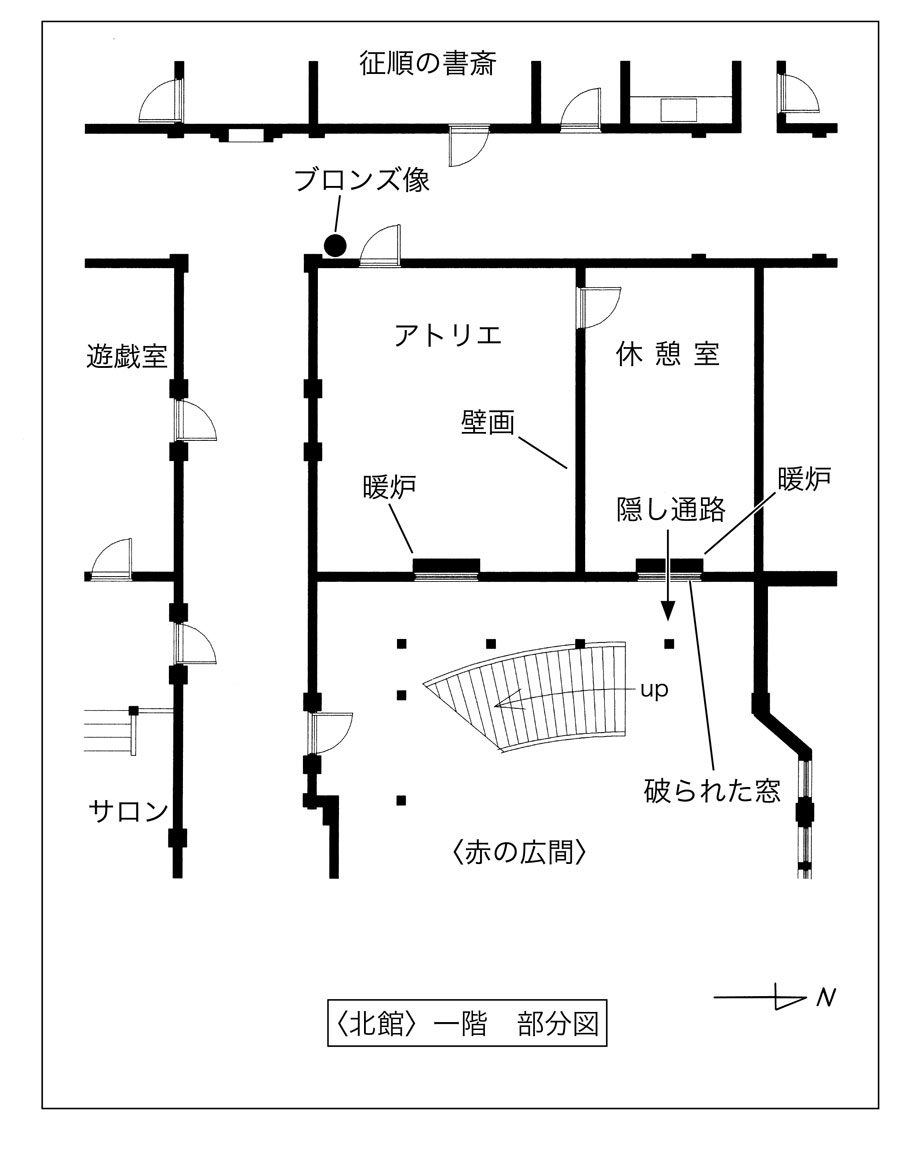 征順の書斎
ブロンズ像
アトリエ
遊戯室
休憩室
壁画
暖炉
暖炉
隠し通路
up
破られた窓
サロン
〈赤の広間〉
N
〈北館〉一階　部分図